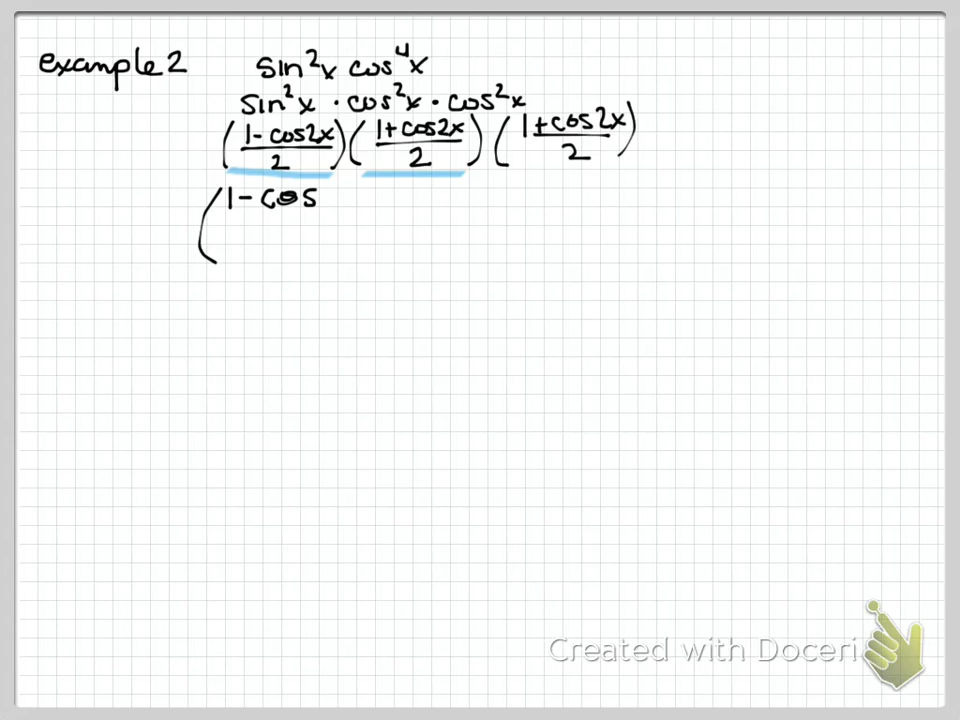 example 2 sin²x cos⁴x
sin²x · cos²x · cos²x
((1 - cos2x)/2) ((1 + cos2x)/2) ((1 + cos2x)/2)
(1 - cos
Created with Doceri